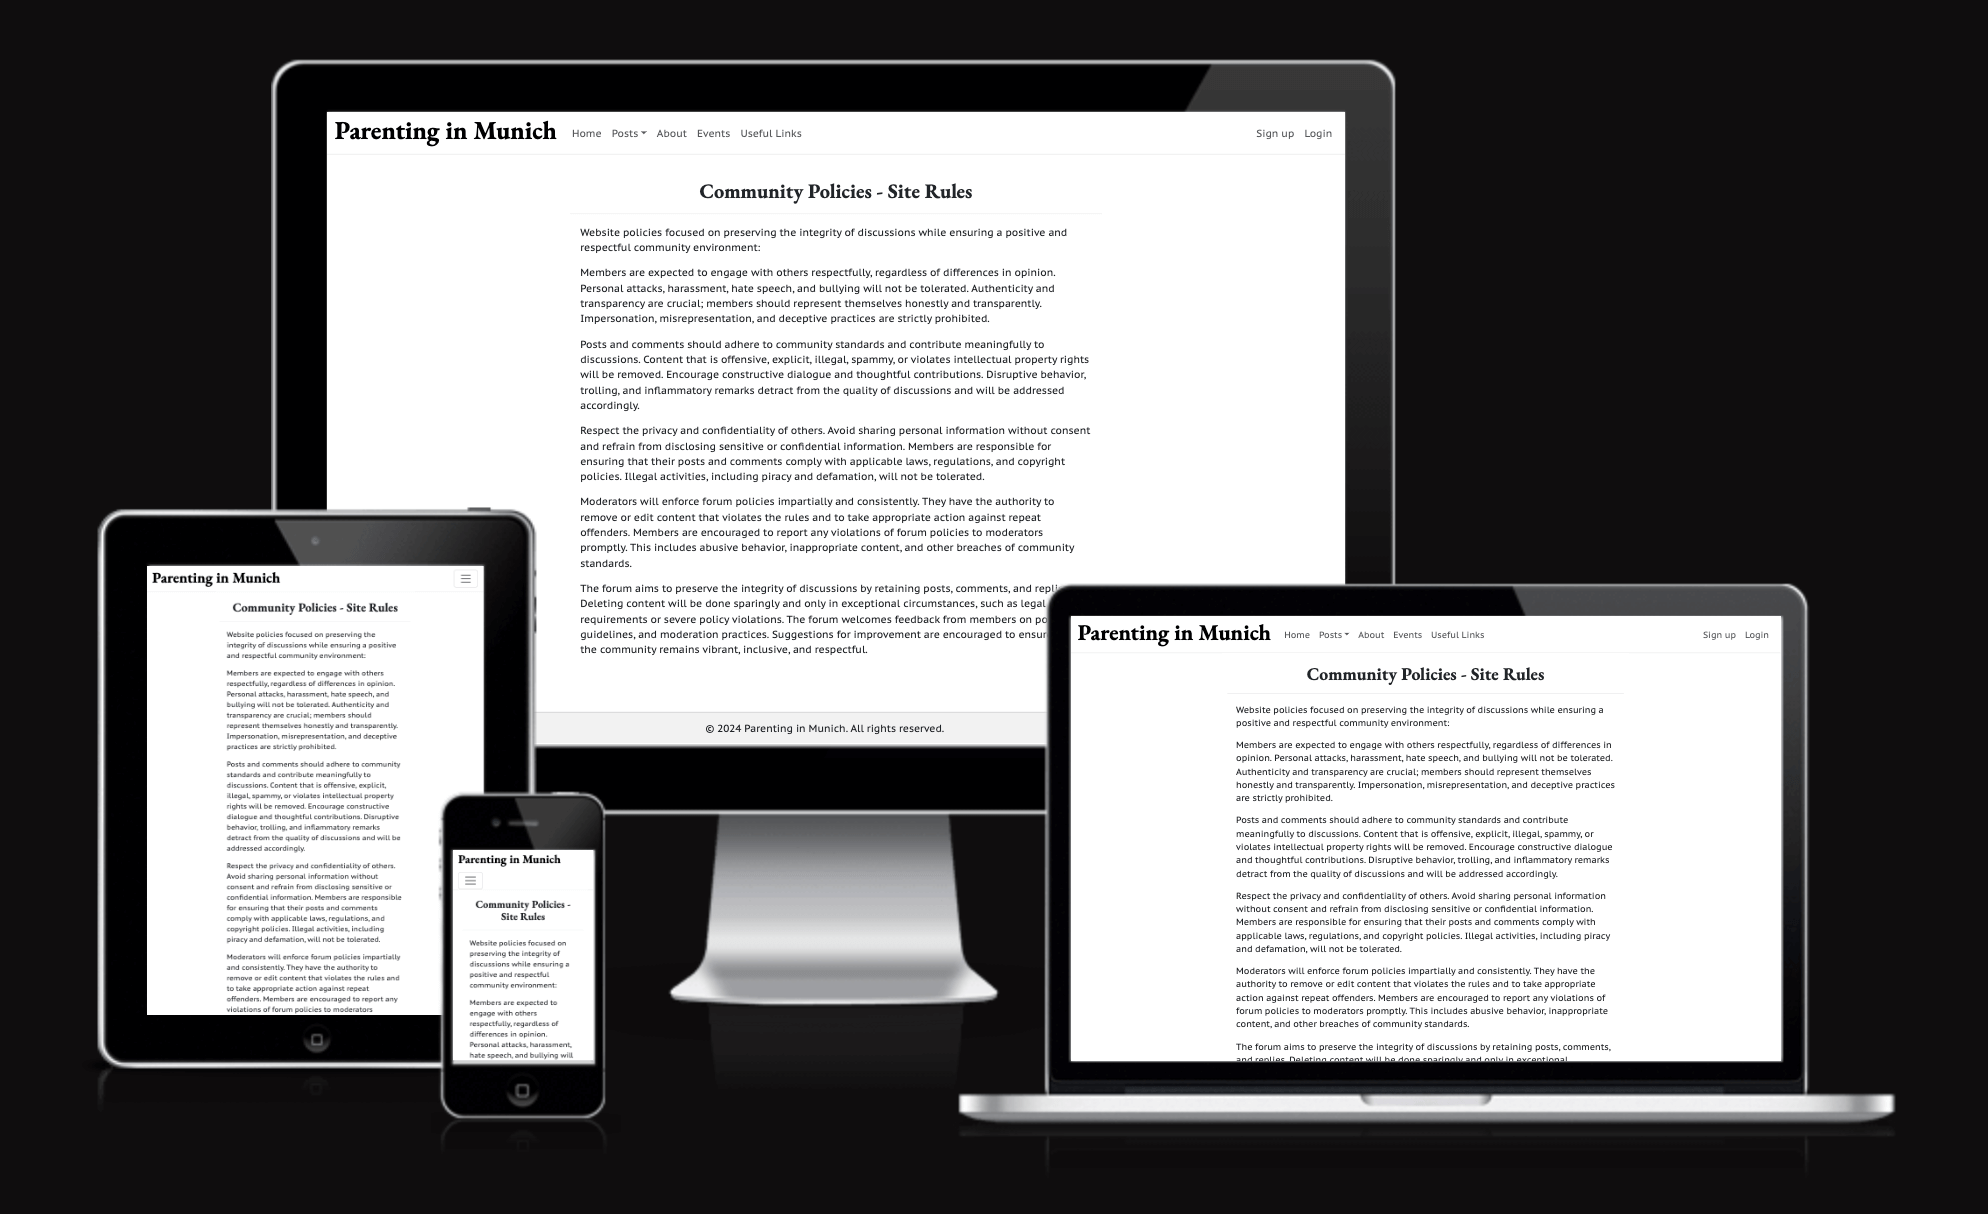 Parenting in Munich Home Posts About Events Useful Links Sign up Login
Community Policies - Site Rules
Website policies focused on preserving the integrity of discussions while ensuring a positive and
respectful community environment:
Members are expected to engage with others respectfully, regardless of differences in opinion.
Personal attacks, harassment, hate speech, and bullying will not be tolerated. Authenticity and
transparency are crucial; members should represent themselves honestly and transparently.
Impersonation, misrepresentation, and deceptive practices are strictly prohibited.
Posts and comments should adhere to community standards and contribute meaningfully to
discussions. Content that is offensive, explicit, illegal, spammy, or violates intellectual property rights
will be removed. Encourage constructive dialogue and thoughtful contributions. Disruptive behavior,
trolling, and inflammatory remarks detract from the quality of discussions and will be addressed
accordingly.
Respect the privacy and confidentiality of others. Avoid sharing personal information without consent
and refrain from disclosing sensitive or confidential information. Members are responsible for
ensuring that their posts and comments comply with applicable laws, regulations, and copyright
policies. Illegal activities, including piracy and defamation, will not be tolerated.
Moderators will enforce forum policies impartially and consistently. They have the authority to
remove or edit content that violates the rules and to take appropriate action against repeat
offenders. Members are encouraged to report any violations of forum policies to moderators
promptly. This includes abusive behavior, inappropriate content, and other breaches of community
standards.
The forum aims to preserve the integrity of discussions by retaining posts, comments, and
Deleting content will be done sparingly and only in exceptional circumstances, such as legal
requirements or severe policy violations. The forum welcomes feedback from members on
guidelines, and moderation practices. Suggestions for improvement are encouraged to
the community remains vibrant, inclusive, and respectful.
© 2024 Parenting in Munich. All rights reserved.
Parenting in Munich
Community Policies - Site Rules
Website policies focused on preserving the
integrity of discussions while ensuring a positive
and respectful community environment:
Members are expected to engage with others
respectfully, regardless of differences in opinion.
Personal attacks, harassment, hate speech, and
bullying will not be tolerated. Authenticity and
transparency are crucial; members should
represent themselves honestly and transparently.
Impersonation, misrepresentation, and deceptive
practices are strictly prohibited.
Posts and comments should adhere to community
standards and contribute meaningfully to
discussions. Content that is offensive, explicit,
illegal, spammy, or violates intellectual property
rights will be removed. Encourage constructive
dialogue and thoughtful contributions. Disruptive
behavior, trolling, and inflammatory remarks
detract from the quality of discussions and will be
addressed accordingly.
Respect the privacy and confidentiality of others.
Avoid sharing personal information without
consent and refrain from disclosing sensitive or
confidential information. Members are responsible
for ensuring that their posts and comments
comply with applicable laws, regulations, and
copyright policies. Illegal activities, including
piracy and defamation, will not be tolerated.
Moderators will enforce forum policies impartially
and consistently. They have the authority to
remove or edit content that violates the rules and
to take appropriate action against repeat
offenders. Members are encouraged to report any
violations of forum policies to moderators
Parenting in Munich
Community Policies -
Site Rules
Website policies focused on
preserving the integrity of
discussions while ensuring a
positive and respectful
community environment:
Members are expected to
engage with others
respectfully, regardless of
differences in opinion.
Personal attacks, harassment,
hate speech, and bullying will
Parenting in Munich Home Posts About Events Useful Links Sign up Login
Community Policies - Site Rules
Website policies focused on preserving the integrity of discussions while ensuring a
positive and respectful community environment:
Members are expected to engage with others respectfully, regardless of differences in
opinion. Personal attacks, harassment, hate speech, and bullying will not be tolerated.
Authenticity and transparency are crucial; members should represent themselves
honestly and transparently. Impersonation, misrepresentation, and deceptive practices
are strictly prohibited.
Posts and comments should adhere to community standards and contribute
meaningfully to discussions. Content that is offensive, explicit, illegal, spammy, or
violates intellectual property rights will be removed. Encourage constructive dialogue
and thoughtful contributions. Disruptive behavior, trolling, and inflammatory remarks
detract from the quality of discussions and will be addressed accordingly.
Respect the privacy and confidentiality of others. Avoid sharing personal information
without consent and refrain from disclosing sensitive or confidential information.
Members are responsible for ensuring that their posts and comments comply with
applicable laws, regulations, and copyright policies. Illegal activities, including piracy
and defamation, will not be tolerated.
Moderators will enforce forum policies impartially and consistently. They have the
authority to remove or edit content that violates the rules and to take appropriate
action against repeat offenders. Members are encouraged to report any violations of
forum policies to moderators promptly. This includes abusive behavior, inappropriate
content, and other breaches of community standards.
The forum aims to preserve the integrity of discussions by retaining posts, comments,
and replies. Deleting content will be done sparingly and only in exceptional